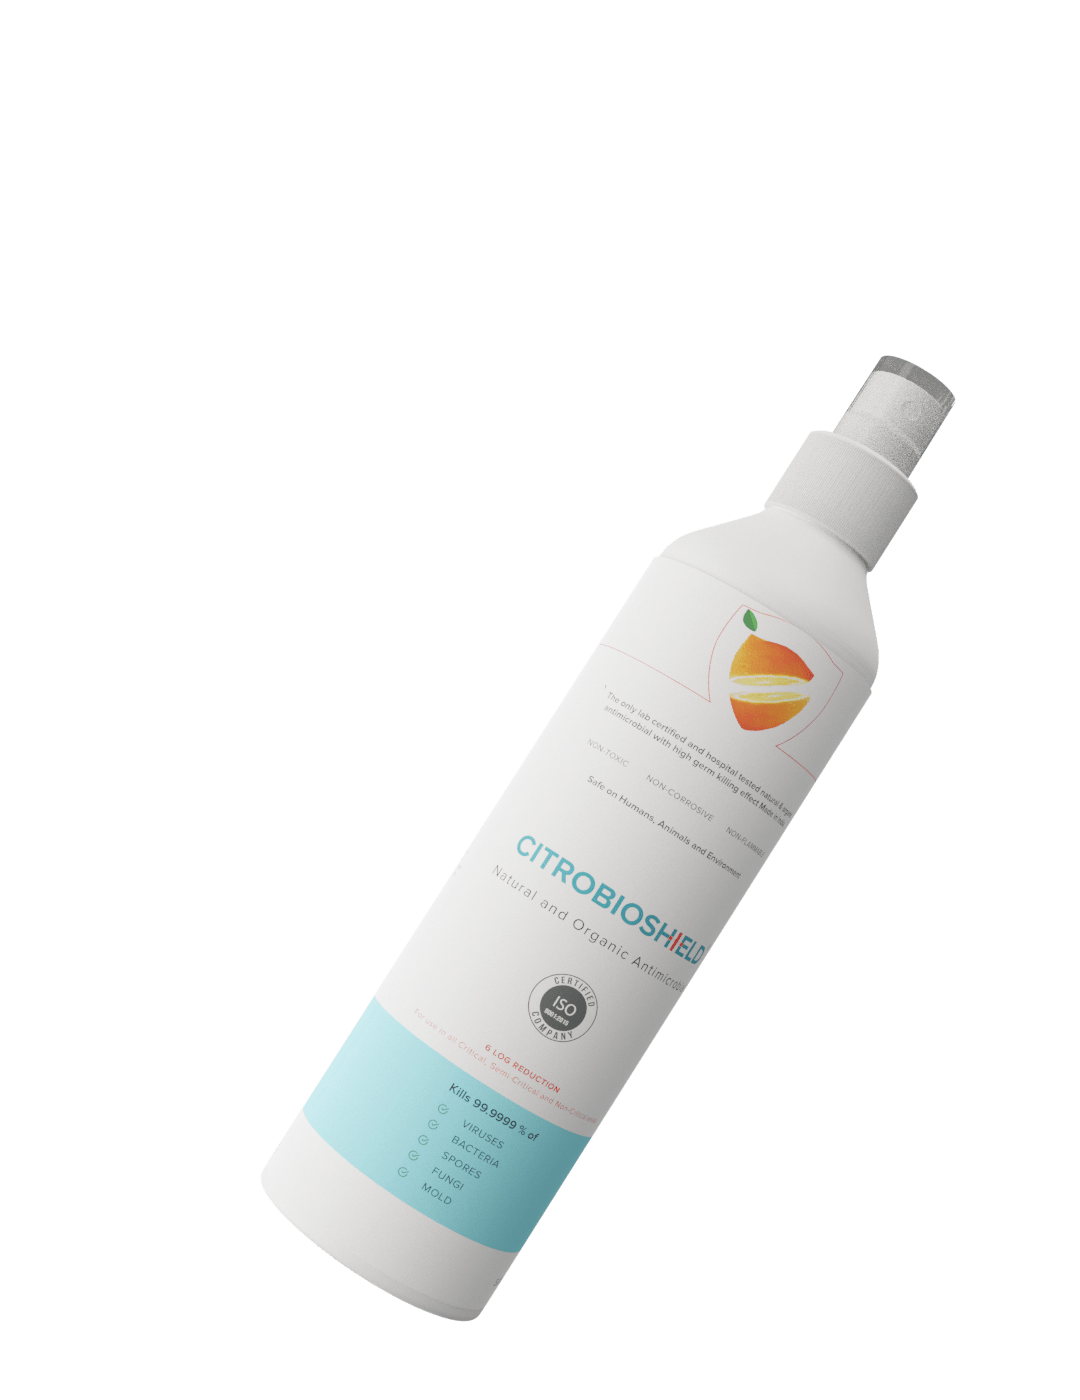 * The only lab certified and hospital tested natural & organic
antimicrobial with high germ killing effect Made in India
NON-TOXIC NON-CORROSIVE NON-FLAMMABLE
Safe on Humans, Animals and Environment
CITROBIOSHIELD
Natural and Organic Antimicrobial
CERTIFIED
ISO
9001:2015
COMPANY
6 LOG REDUCTION
For use in all Critical, Semi-Critical and Non-Critical
Kills 99.9999 % of
VIRUSES
BACTERIA
SPORES
FUNGI
MOLD